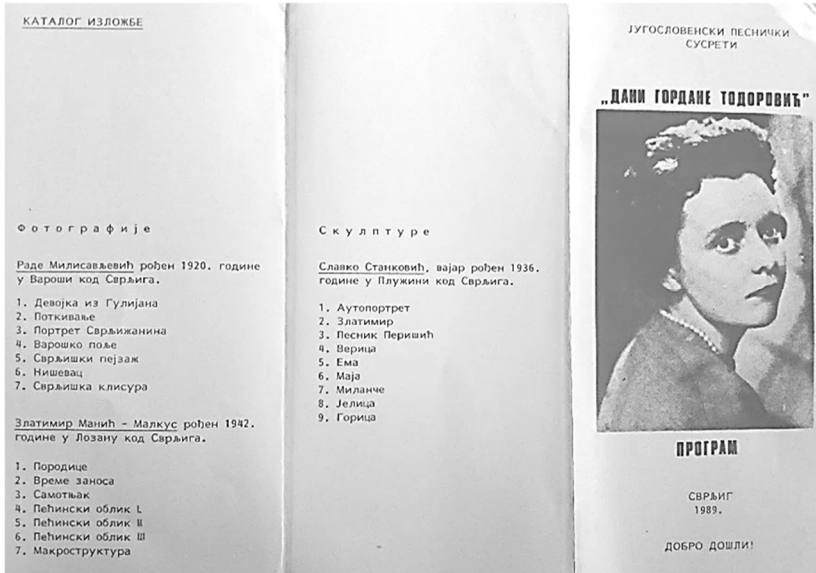 КАТАЛОГ ИЗЛОЖБЕ
Фотографије
Раде Милисављевић рођен 1920. године
у Вароши код Сврљига.
1. Девојка из Гулијана
2. Поткивање
3. Портрет Сврљижанина
4. Варошко поље
5. Сврљишки пејзаж
6. Нишевац
7. Сврљишка клисура
Златимир Манић - Малкус рођен 1942.
године у Лозану код Сврљига.
1. Породице
2. Време заноса
3. Самотњак
4. Пећински облик I
5. Пећински облик II
6. Пећински облик III
7. Макроструктура
Скулптуре
Славко Станковић, вајар рођен 1936.
године у Плужини код Сврљига.
1. Аутопортрет
2. Златимир
3. Песник Перишић
4. Верица
5. Ема
6. Маја
7. Миланче
8. Јелица
9. Горица
ЈУГОСЛОВЕНСКИ ПЕСНИЧКИ
СУСРЕТИ
„ДАНИ ГОРДАНЕ ТОДОРОВИЋ"
ПРОГРАМ
СВРЉИГ
1989.
ДОБРО ДОШЛИ!